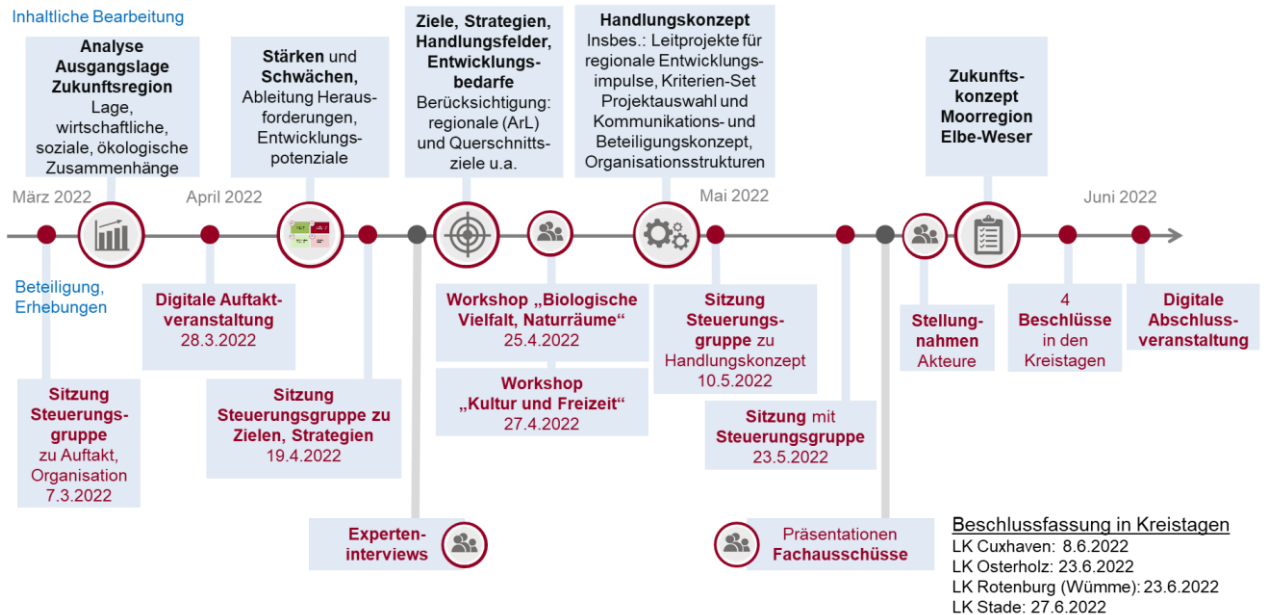 Inhaltliche Bearbeitung
Analyse
Ausgangslage
Zukunftsregion
Lage,
wirtschaftliche,
soziale, ökologische
Zusammenhänge
Stärken und
Schwächen,
Ableitung Heraus-
forderungen,
Entwicklungs-
potenziale
Ziele, Strategien,
Handlungsfelder,
Entwicklungs-
bedarfe
Berücksichtigung:
regionale (ArL)
und Querschnitts-
ziele u.a.
Handlungskonzept
Insbes.: Leitprojekte für
regionale Entwicklungs-
impulse, Kriterien-Set
Projektauswahl und
Kommunikations- und
Beteiligungskonzept,
Organisationsstrukturen
Zukunfts-
konzept
Moorregion
Elbe-Weser
März 2022
April 2022
Mai 2022
Juni 2022
Beteiligung,
Erhebungen
Sitzung
Steuerungs-
gruppe
zu Auftakt,
Organisation
7.3.2022
Digitale Auftakt-
veranstaltung
28.3.2022
Sitzung
Steuerungsgruppe zu
Zielen, Strategien
19.4.2022
Experten-
interviews
Workshop „Biologische
Vielfalt, Naturräume“
25.4.2022
Workshop
„Kultur und Freizeit“
27.4.2022
Sitzung
Steuerungs-
gruppe zu
Handlungskonzept
10.5.2022
Sitzung mit
Steuerungsgruppe
23.5.2022
Präsentationen
Fachausschüsse
Stellung-
nahmen
Akteure
4
Beschlüsse
in den
Kreistagen
Digitale
Abschluss-
veranstaltung
Beschlussfassung in Kreistagen
LK Cuxhaven: 8.6.2022
LK Osterholz: 23.6.2022
LK Rotenburg (Wümme): 23.6.2022
LK Stade: 27.6.2022